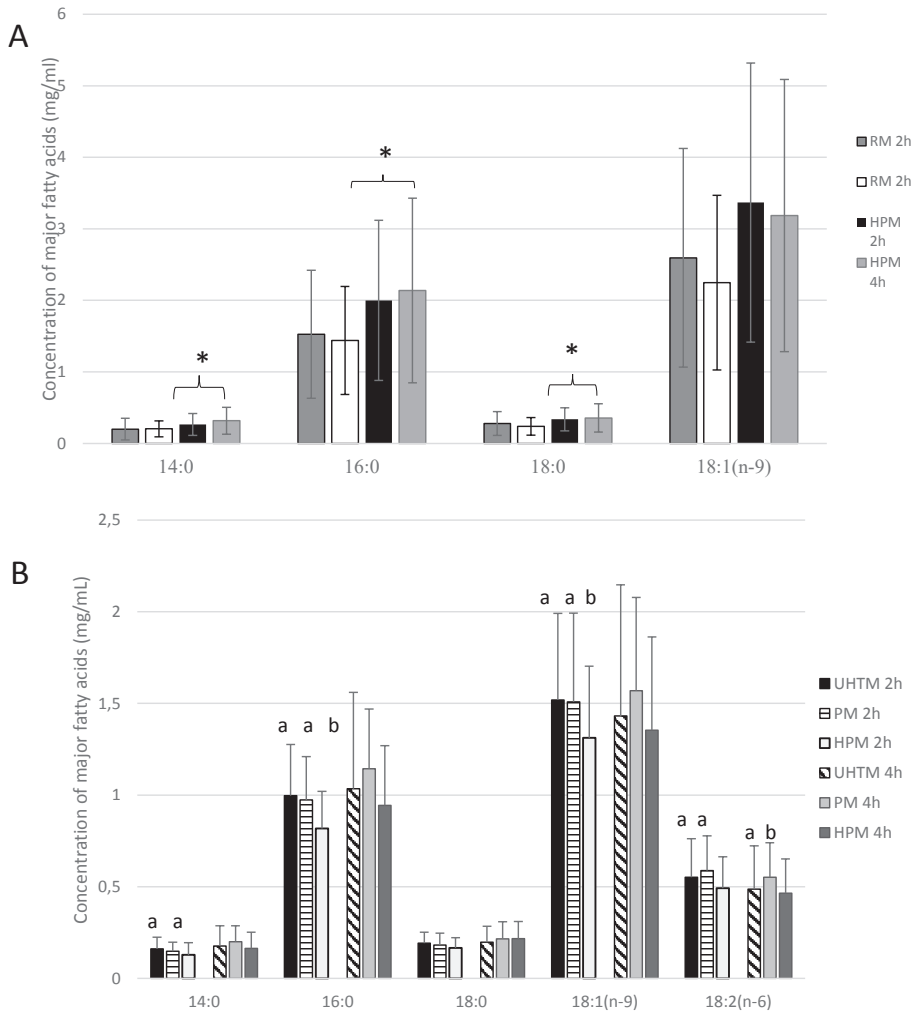 A
Concentration of major fatty acids (mg/ml)
6
5
4
3
2
1
0
*
*
*
14:0
16:0
18:0
18:1(n-9)
RM 2h
RM 2h
HPM
2h
HPM
4h
B
Concentration of major fatty acids (mg/mL)
2,5
2
1,5
1
0,5
0
a a
a a b
a a b
a a
a b
14:0
16:0
18:0
18:1(n-9)
18:2(n-6)
UHTM 2h
PM 2h
HPM 2h
UHTM 4h
PM 4h
HPM 4h